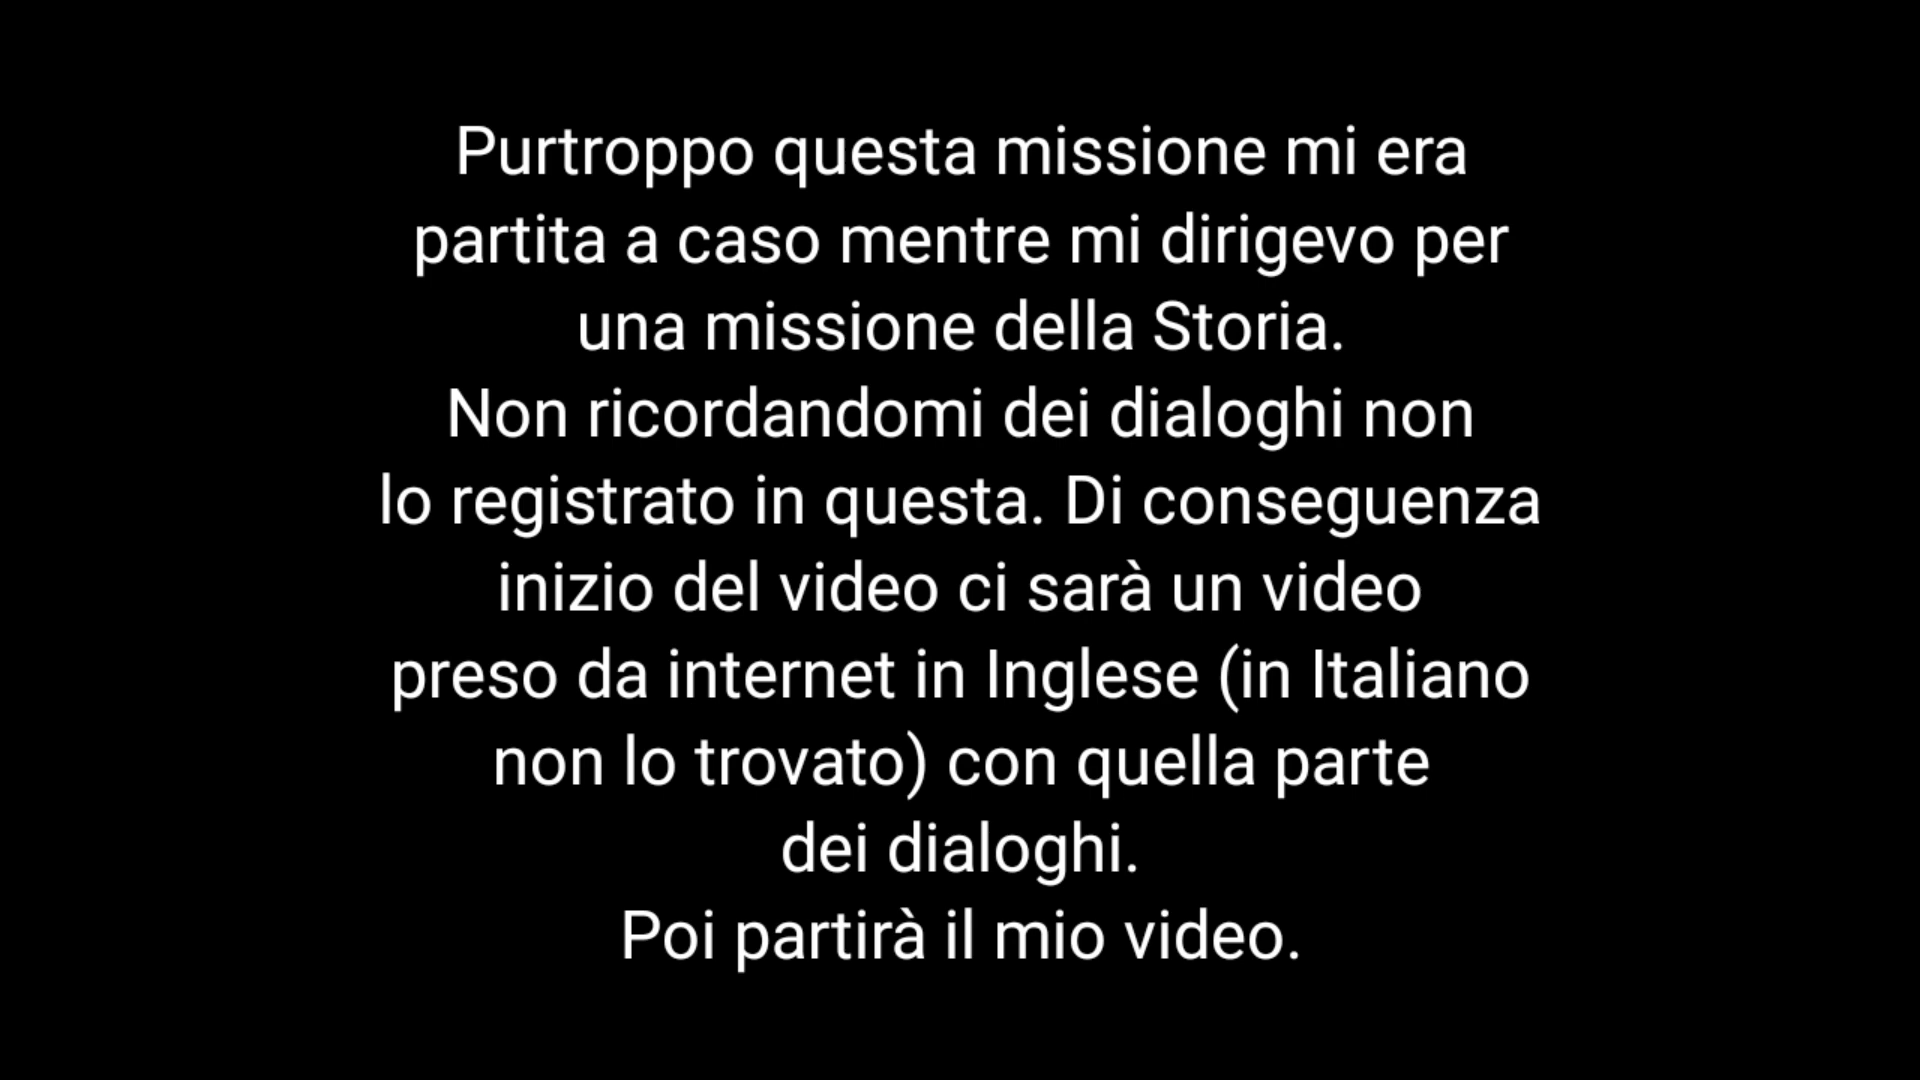 Purtroppo questa missione mi era
partita a caso mentre mi dirigevo per
una missione della Storia.
Non ricordandomi dei dialoghi non
lo registrato in questa. Di conseguenza
inizio del video ci sarà un video
preso da internet in Inglese (in Italiano
non lo trovato) con quella parte
dei dialoghi.
Poi partirà il mio video.